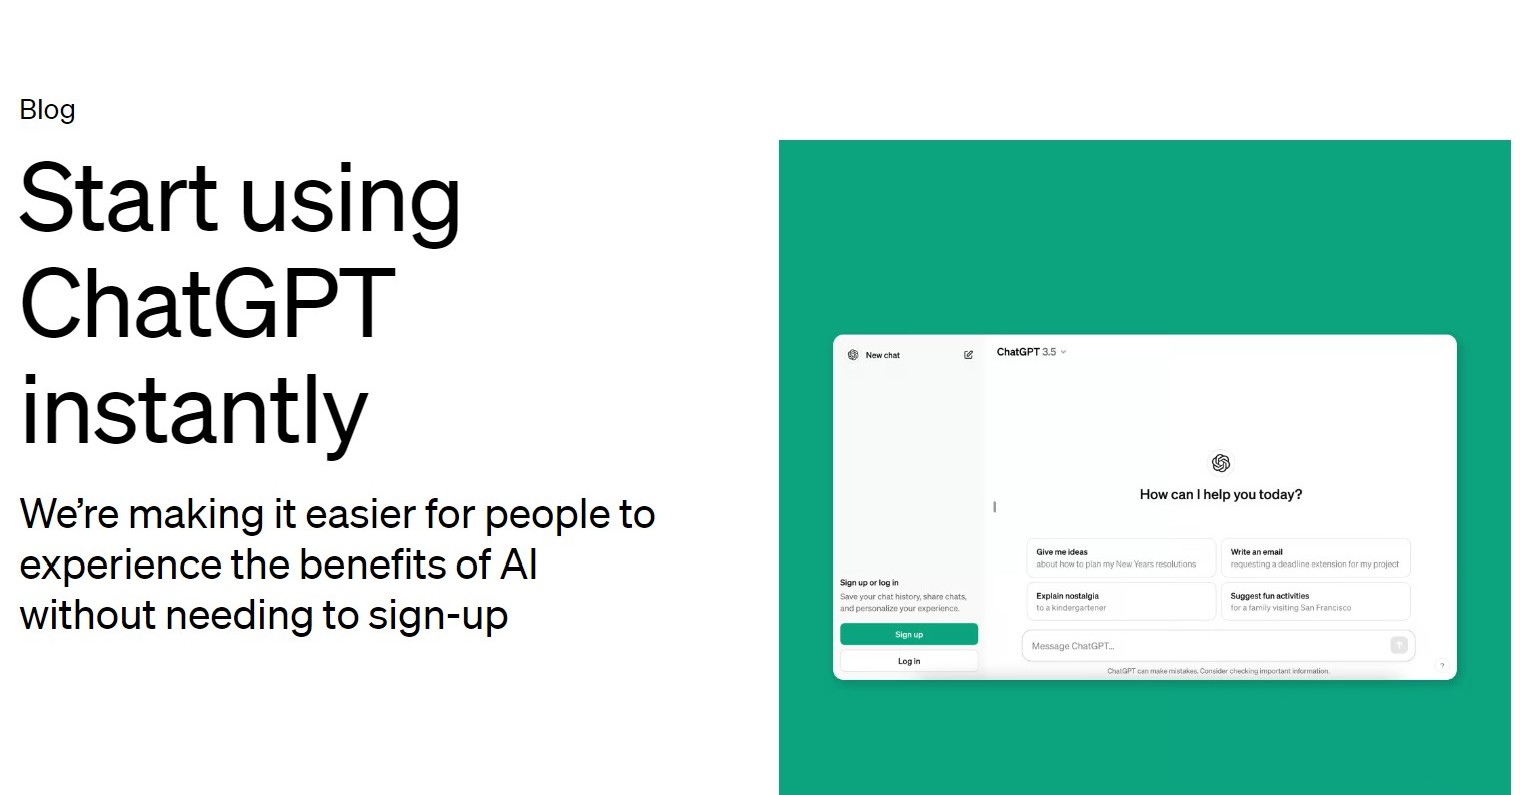 Blog
Start using
ChatGPT
instantly
We’re making it easier for people to
experience the benefits of AI
without needing to sign-up
New chat
Sign up or log in
Save your chat history, share chats,
and personalize your experience.
Sign up
Log in
ChatGPT 3.5
How can I help you today?
Give me ideas
about how to plan my New Years resolutions
Write an email
requesting a deadline extension for my project
Explain nostalgia
to a kindergartener
Suggest fun activities
for a family visiting San Francisco
Message ChatGPT...
ChatGPT can make mistakes. Consider checking important information.
?